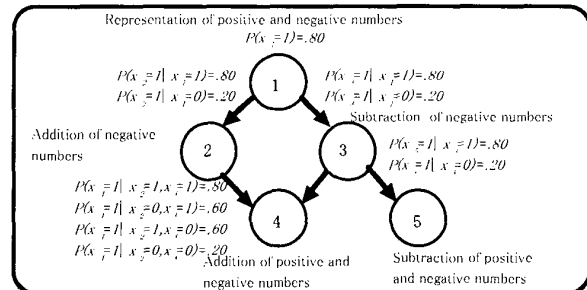 Representation of positive and negative numbers
P(x₁=1)=.80
P(x₂=1| x₁=1)=.80
P(x₂=1| x₁=0)=.20
P(x₃=1| x₁=1)=.80
P(x₃=1| x₁=0)=.20
1
Subtraction of negative numbers
Addition of negative
numbers
2
3
P(x₅=1| x₃=1)=.80
P(x₅=1| x₃=0)=.20
P(x₄=1| x₂=1, x₃=1)=.80
P(x₄=1| x₂=0, x₃=1)=.60
P(x₄=1| x₂=1, x₃=0)=.60
P(x₄=1| x₂=0, x₃=0)=.20
4
5
Addition of positive and
negative numbers
Subtraction of positive
and negative numbers